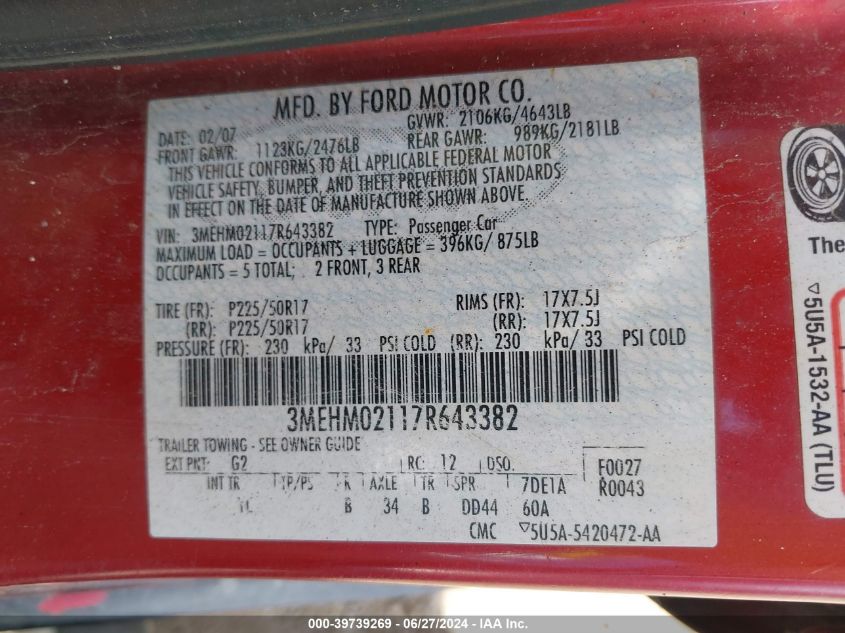 MFD. BY FORD MOTOR CO.
DATE: 02/07 GVWR: 2106KG/4643LB
FRONT GAWR: 1123KG/2476LB REAR GAWR: 989KG/2181LB
THIS VEHICLE CONFORMS TO ALL APPLICABLE FEDERAL MOTOR
VEHICLE SAFETY, BUMPER, AND THEFT PREVENTION STANDARDS
IN EFFECT ON THE DATE OF MANUFACTURE SHOWN ABOVE.
VIN: 3MEHM02117R643382 TYPE: Passenger Car
MAXIMUM LOAD = OCCUPANTS + LUGGAGE = 396KG/ 875LB
OCCUPANTS = 5 TOTAL; 2 FRONT, 3 REAR
TIRE (FR): P225/50R17 RIMS (FR): 17X7.5J
(RR): P225/50R17 (RR): 17X7.5J
PRESSURE (FR): 230 kPa/ 33 PSI COLD (RR): 230 kPa/ 33 PSI COLD
3MEHM02117R643382
TRAILER TOWING - SEE OWNER GUIDE
EXT PNT: G2 RC: 12 DSO: F0027
INT TR TP/PS R AXLE TR SPR 7DE1A R0043
B 34 B DD44 60A
CMC ▽5U5A-5420472-AA
The
▽5U5A-1532-AA (TLU)
000-39739269 - 06/27/2024 - IAA Inc.